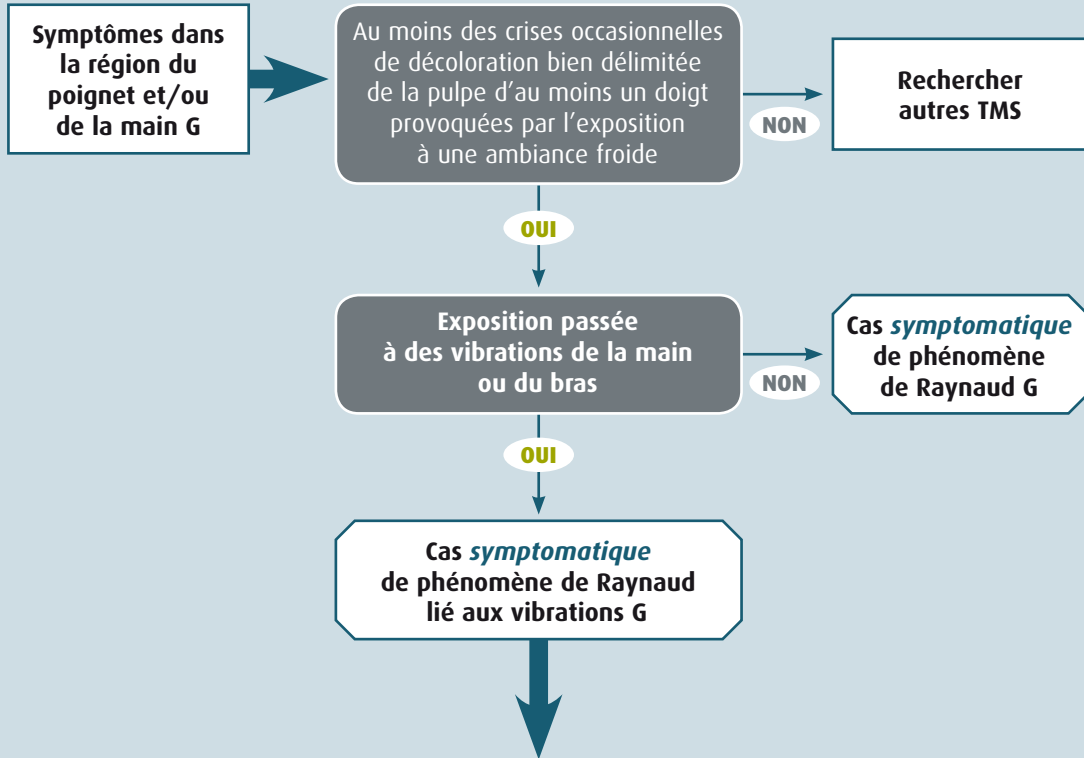 Symptômes dans
la région du
poignet et/ou
de la main G
Au moins des crises occasionnelles
de décoloration bien délimitée
de la pulpe d'au moins un doigt
provoquées par l'exposition
à une ambiance froide
NON
Rechercher
autres TMS
OUI
Exposition passée
à des vibrations de la main
ou du bras
NON
Cas symptomatique
de phénomène
de Raynaud G
OUI
Cas symptomatique
de phénomène de Raynaud
lié aux vibrations G